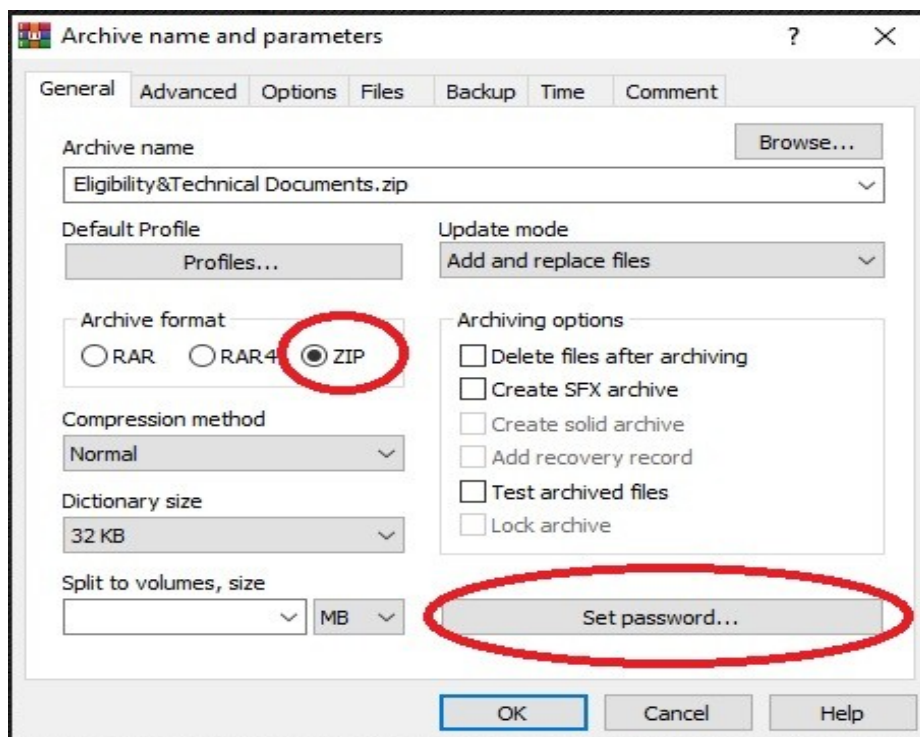 Archive name and parameters ? X
General Advanced Options Files Backup Time Comment
Archive name
Browse...
Eligibility&Technical Documents.zip
Default Profile
Profiles...
Update mode
Add and replace files
Archive format
RAR RAR4 ZIP
Compression method
Normal
Dictionary size
32 KB
Split to volumes, size
MB
Archiving options
Delete files after archiving
Create SFX archive
Create solid archive
Add recovery record
Test archived files
Lock archive
Set password...
OK Cancel Help